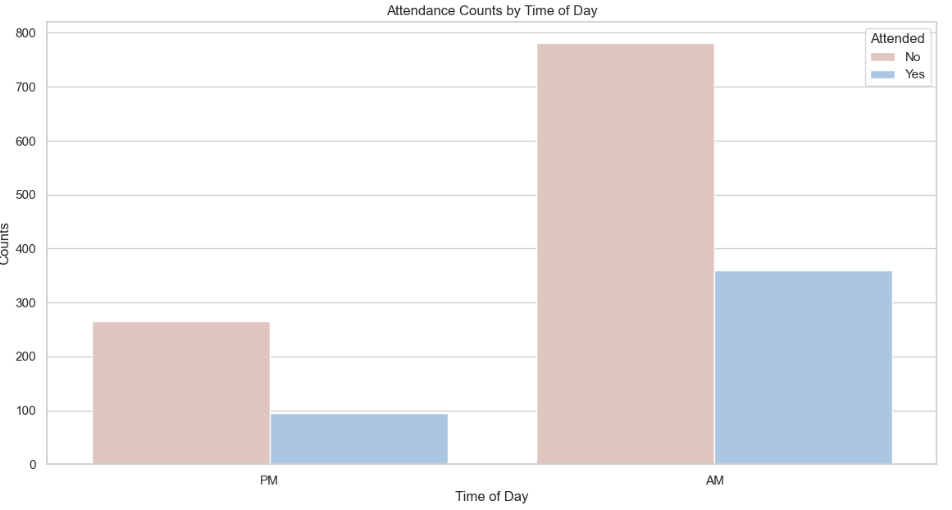 Attendance Counts by Time of Day
800
700
600
500
400
300
200
100
0
Counts
Attended
No
Yes
PM
AM
Time of Day